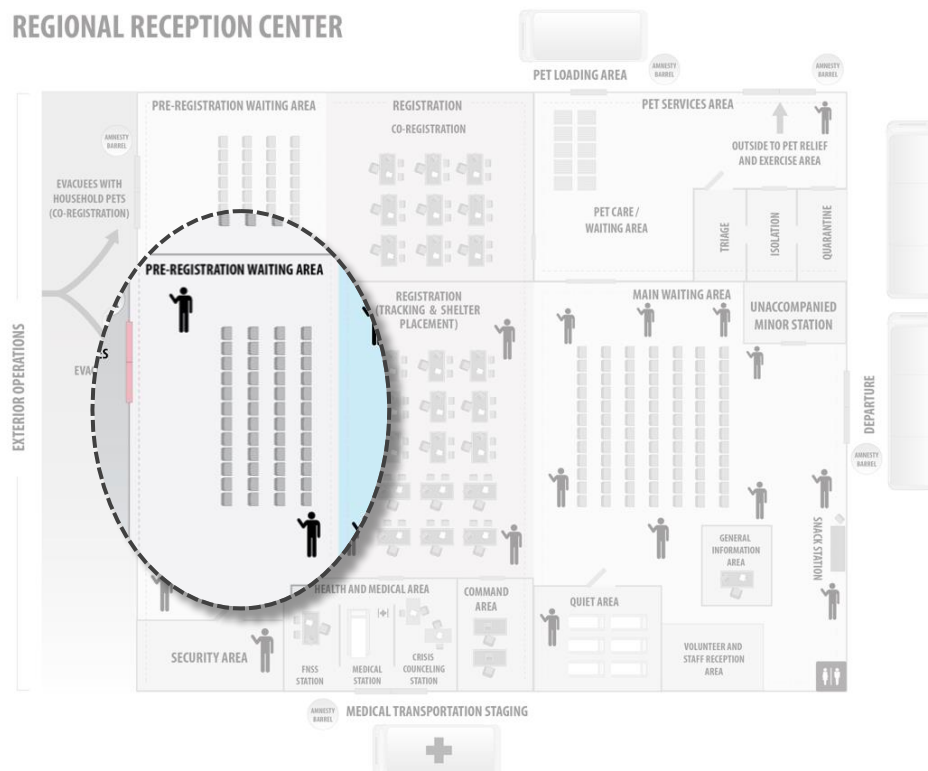 REGIONAL RECEPTION CENTER
PET LOADING AREA
AMNESTY
BARREL
AMNESTY
BARREL
PRE-REGISTRATION WAITING AREA
REGISTRATION
CO-REGISTRATION
PET SERVICES AREA
OUTSIDE TO PET RELIEF
AND EXERCISE AREA
AMNESTY
BARREL
EVACUEES WITH
HOUSEHOLD PETS
(CO-REGISTRATION)
PET CARE /
WAITING AREA
TRIAGE
ISOLATION
QUARANTINE
PRE-REGISTRATION WAITING AREA
REGISTRATION
(TRACKING & SHELTER
PLACEMENT)
MAIN WAITING AREA
UNACCOMPANIED
MINOR STATION
EXTERIOR OPERATIONS
ES
EVAC
DEPARTURE
AMNESTY
BARREL
SNACK STATION
GENERAL
INFORMATION
AREA
HEALTH AND MEDICAL AREA
COMMAND
AREA
QUIET AREA
SECURITY AREA
FNSS
STATION
MEDICAL
STATION
CRISIS
COUNCELING
STATION
VOLUNTEER AND
STAFF RECEPTION
AREA
AMNESTY
BARREL
MEDICAL TRANSPORTATION STAGING